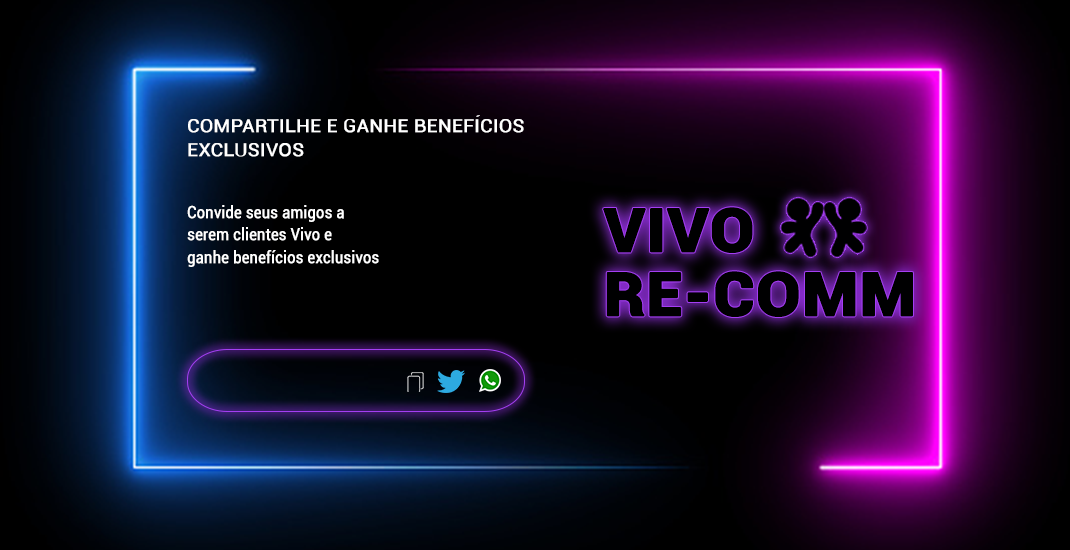 COMPARTILHE E GANHE BENEFÍCIOS
EXCLUSIVOS
Convide seus amigos a
serem clientes Vivo e
ganhe benefícios exclusivos
VIVO
RE-COMM